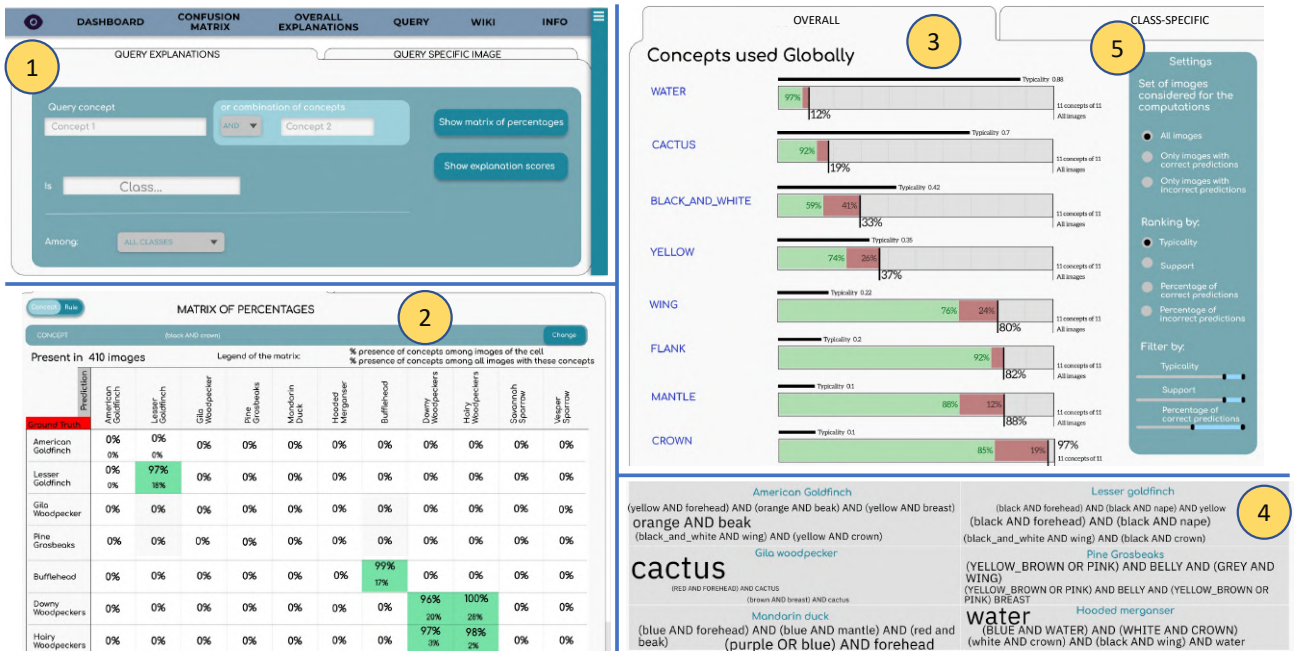 DASHBOARD
CONFUSION
MATRIX
OVERALL
EXPLANATIONS
QUERY
WIKI
INFO
QUERY EXPLANATIONS
QUERY SPECIFIC IMAGE
1
Query concept
or combination of concepts
Concept 1
AND
Concept 2
Show matrix of percentages
Show explanation scores
Is
Class...
Among:
ALL CLASSES
Concept
Rule
MATRIX OF PERCENTAGES
2
CONCEPT
(black AND crown)
Change
Present in 410 images
Legend of the matrix:
% presence of concepts among images of the cell
% presence of concepts among all images with these concepts
Prediction
Ground Truth
American
Goldfinch
Lesser
Goldfinch
Gila
Woodpecker
Pine
Grosbeaks
Mandarin
Duck
Hooded
Merganser
Bufflehead
Downy
Woodpeckers
Hairy
Woodpeckers
Savannah
Sparrow
Vesper
Sparrow
American
Goldfinch
0% 0% 0% 0% 0% 0% 0% 0% 0% 0% 0%
0% 0%
Lesser
Goldfinch
0% 97% 0% 0% 0% 0% 0% 0% 0% 0% 0%
0% 18%
Gila
Woodpecker
0% 0% 0% 0% 0% 0% 0% 0% 0% 0% 0%
Pine
Grosbeaks
0% 0% 0% 0% 0% 0% 0% 0% 0% 0% 0%
Bufflehead
0% 0% 0% 0% 0% 0% 99% 0% 0% 0% 0%
17%
Downy
Woodpeckers
0% 0% 0% 0% 0% 0% 0% 96% 100% 0% 0%
20% 28%
Hairy
Woodpeckers
0% 0% 0% 0% 0% 0% 0% 97% 98% 0% 0%
3% 2%
OVERALL
CLASS-SPECIFIC
3
Concepts used Globally
WATER
Typicality 0.88
97%
12%
11 concepts of 11
All images
CACTUS
Typicality 0.7
92%
19%
11 concepts of 11
All images
BLACK_AND_WHITE
Typicality 0.42
59% 41%
33%
11 concepts of 11
All images
YELLOW
Typicality 0.35
74% 26%
37%
11 concepts of 11
All images
WING
Typicality 0.22
76% 24%
80%
11 concepts of 11
All images
FLANK
Typicality 0.2
92%
82%
11 concepts of 11
All images
MANTLE
Typicality 0.1
88% 12%
88%
11 concepts of 11
All images
CROWN
Typicality 0.1
85% 19%
97%
11 concepts of 11
5
Settings
Set of images
considered for the
computations
All images
Only images with
correct predictions
Only images with
incorrect predictions
Ranking by:
Typicality
Support
Percentage of
correct predictions
Percentage of
incorrect predictions
Filter by:
Typicality
Support
Percentage of
correct predictions
4
American Goldfinch
(yellow AND forehead) AND (orange AND beak) AND (yellow AND breast)
orange AND beak
(black_and_white AND wing) AND (yellow AND crown)
Lesser goldfinch
(black AND forehead) AND (black AND nape) AND yellow
(black AND forehead) AND (black AND nape)
(black_and_white AND wing) AND (black AND crown)
Gila woodpecker
cactus
(RED AND FOREHEAD) AND CACTUS
(brown AND breast) AND cactus
Pine Grosbeaks
(YELLOW_BROWN OR PINK) AND BELLY AND (GREY AND
WING)
(YELLOW_BROWN OR PINK) AND BELLY AND (YELLOW_BROWN OR
PINK) BREAST
Mandarin duck
(blue AND forehead) AND (blue AND mantle) AND (red and
beak)
(purple OR blue) AND forehead
Hooded merganser
water
(BLUE AND WATER) AND (WHITE AND CROWN)
(white AND crown) AND (black AND wing) AND water